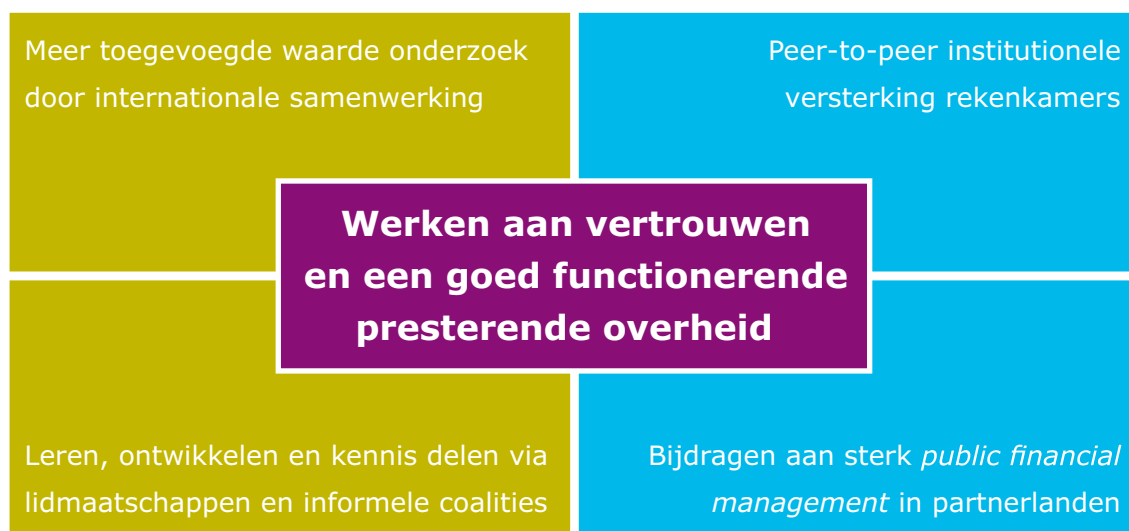 Meer toegevoegde waarde onderzoek
door internationale samenwerking
Peer-to-peer institutionele
versterking rekenkamers
Werken aan vertrouwen
en een goed functionerende
presterende overheid
Leren, ontwikkelen en kennis delen via
lidmaatschappen en informele coalities
Bijdragen aan sterk public financial
management in partnerlanden